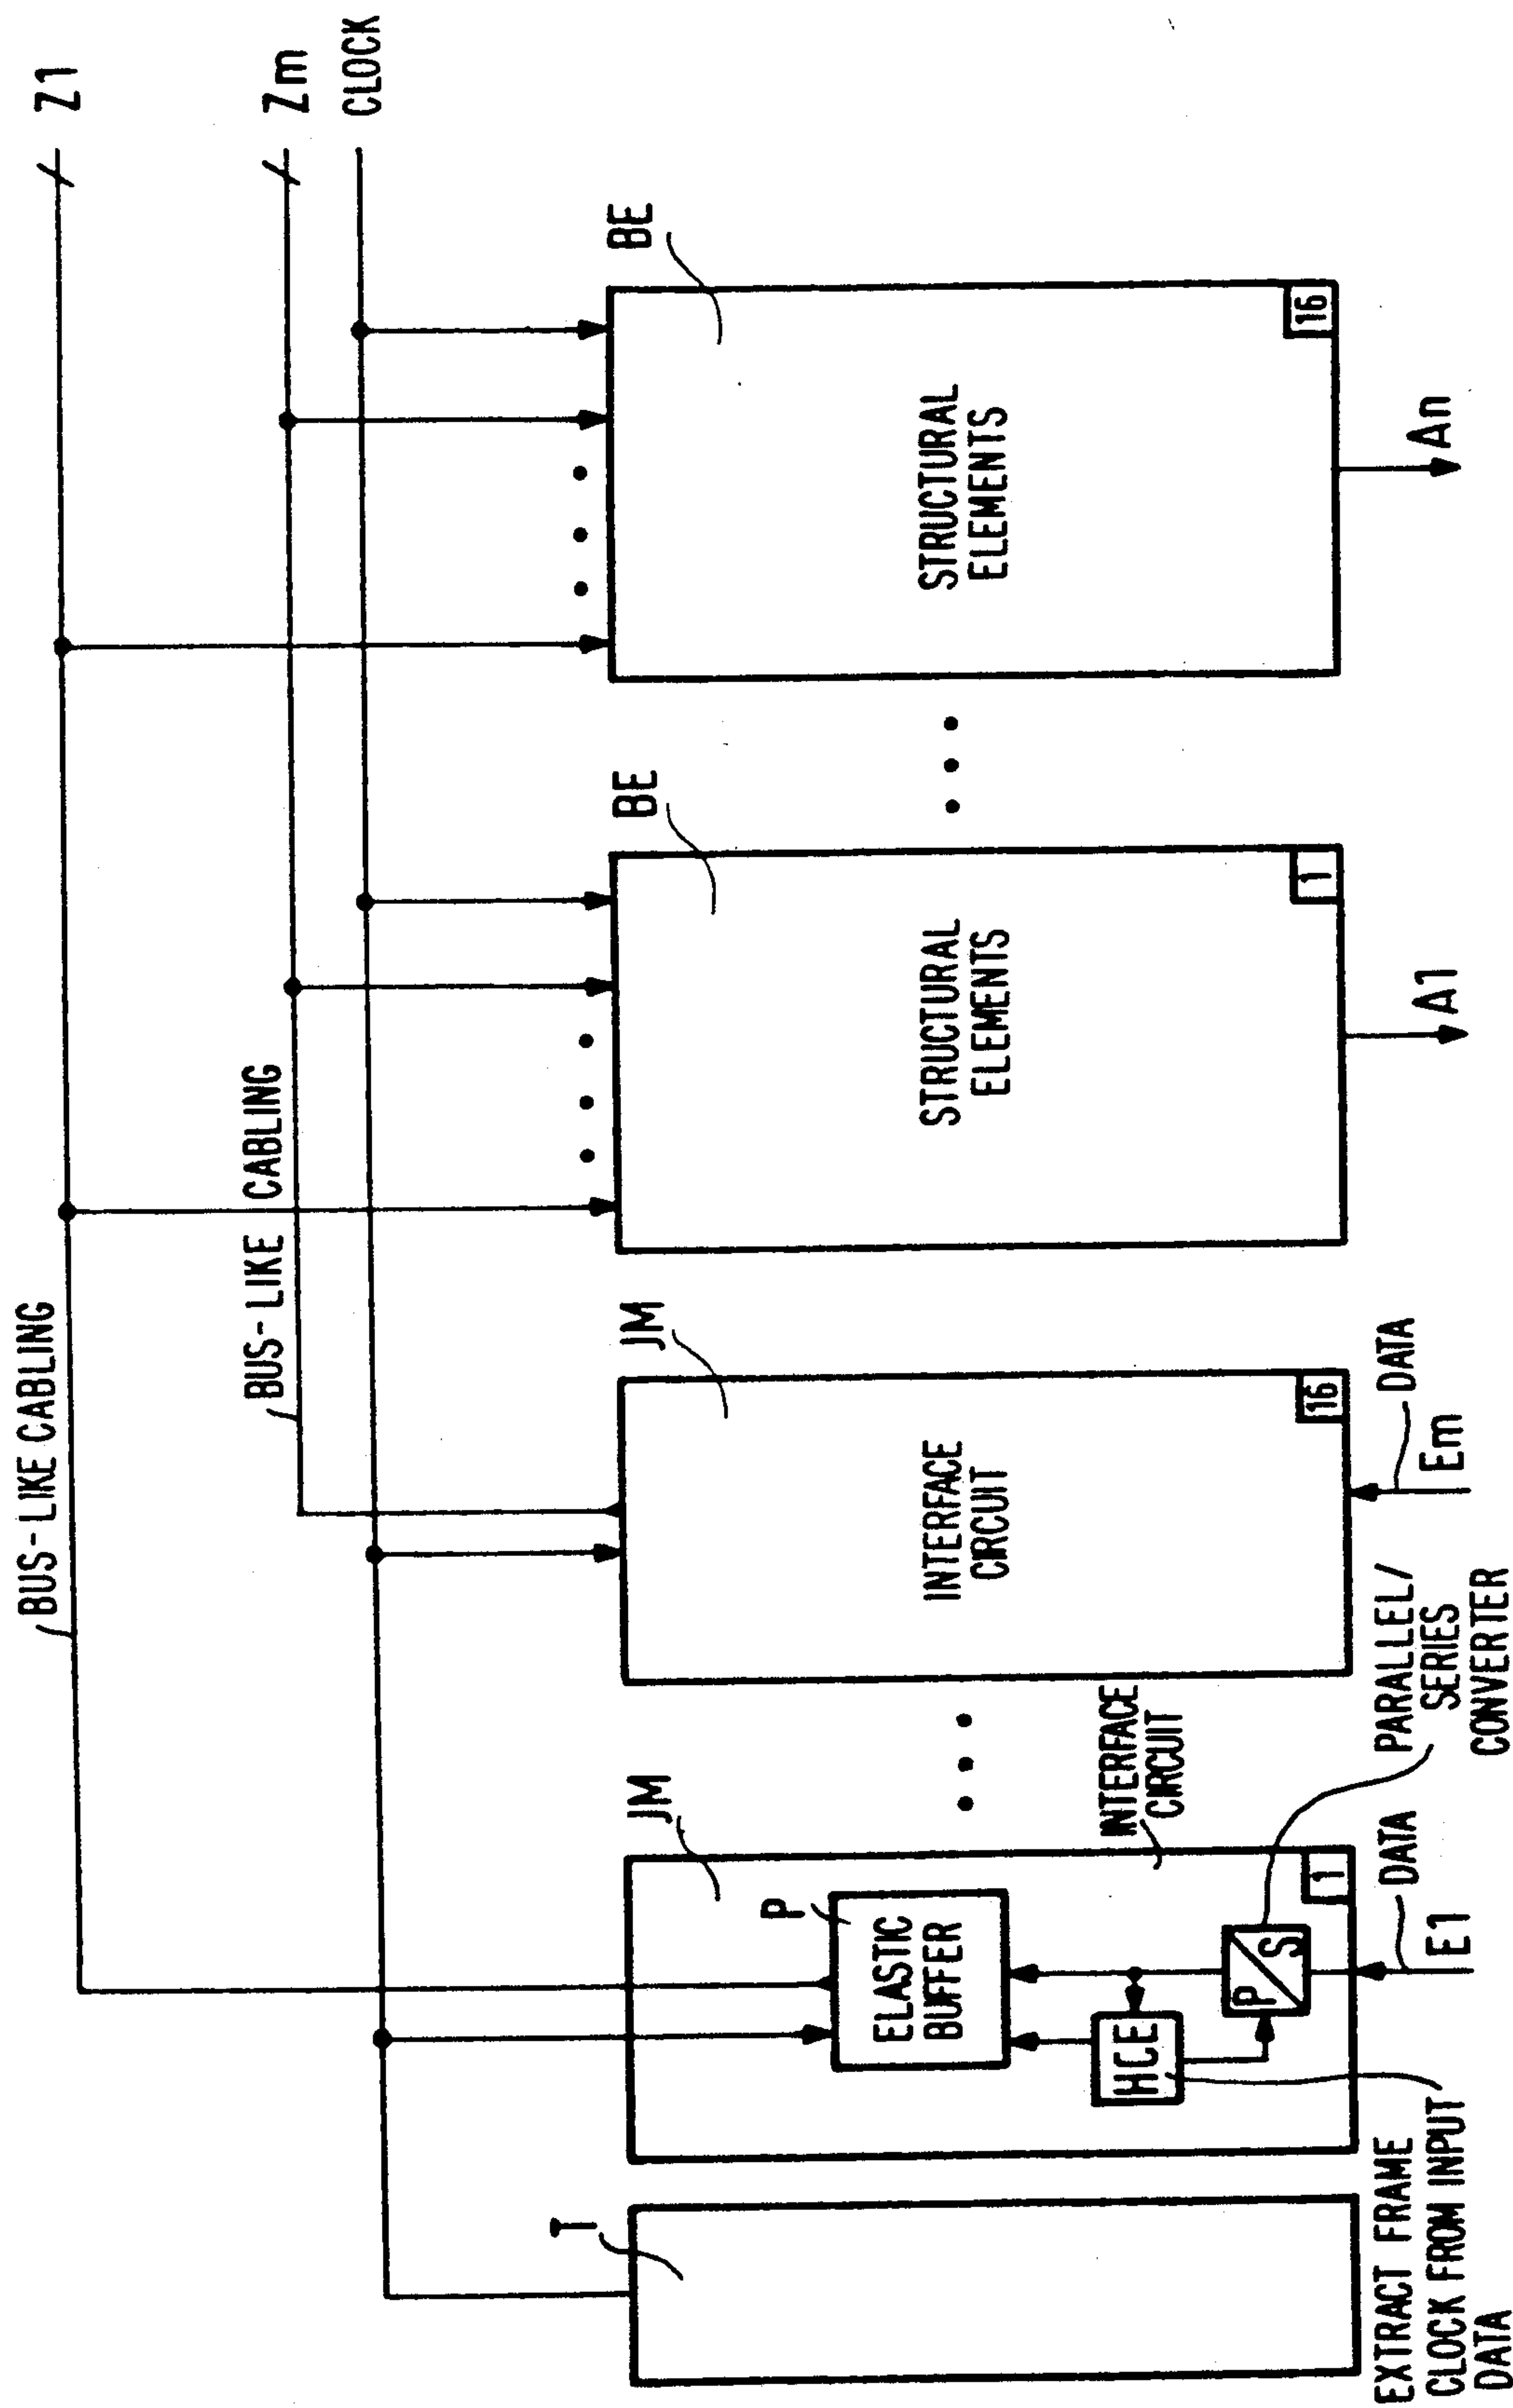 BUS-LIKE CABLING
Z1
BUS-LIKE CABLING
Zm
CLOCK
T
JM
P
ELASTIC
BUFFER
HCE
P/S
1
INTERFACE
CIRCUIT
JM
INTERFACE
CIRCUIT
16
BE
STRUCTURAL
ELEMENTS
1
BE
STRUCTURAL
ELEMENTS
16
EXTRACT FRAME
CLOCK FROM INPUT
DATA
E1
DATA
PARALLEL/
SERIES
CONVERTER
Em
DATA
A1
An